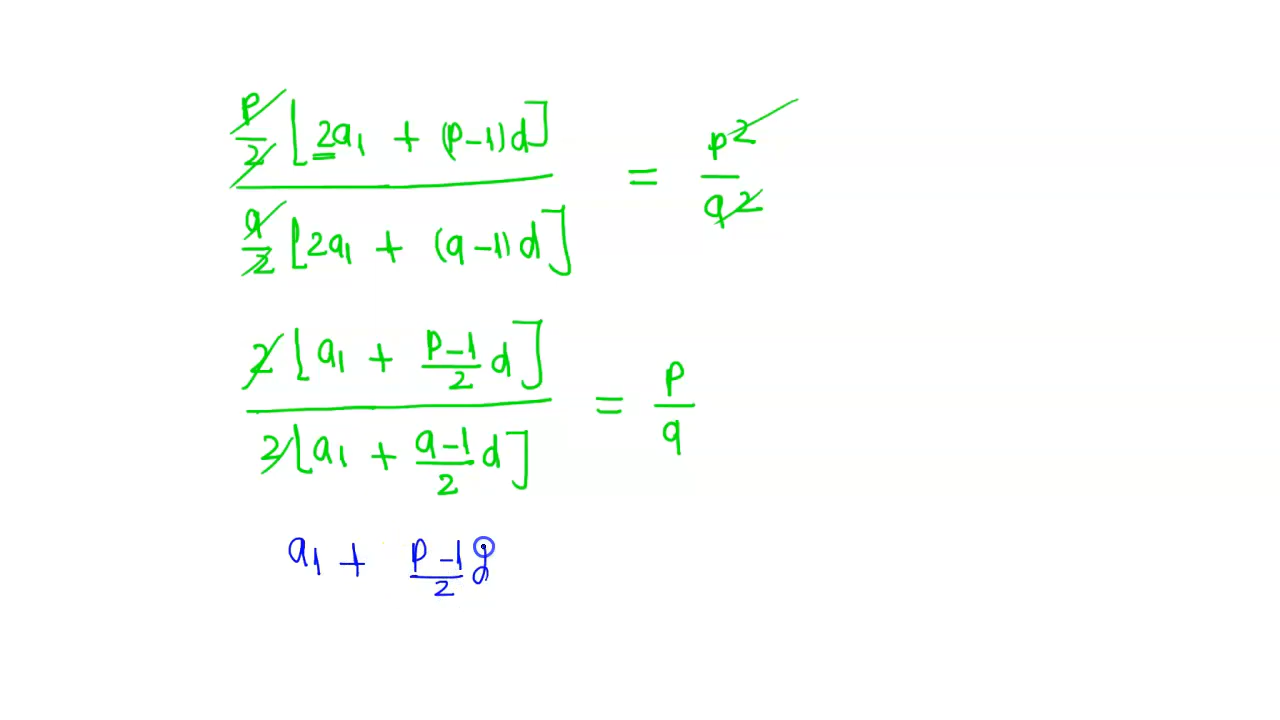 p/2 [2a₁ + (p-1)d] / q/2 [2a₁ + (q-1)d] = p²/q²
2[a₁ + p-1/2 d] / 2[a₁ + q-1/2 d] = p/q
a₁ + p-1/2 d